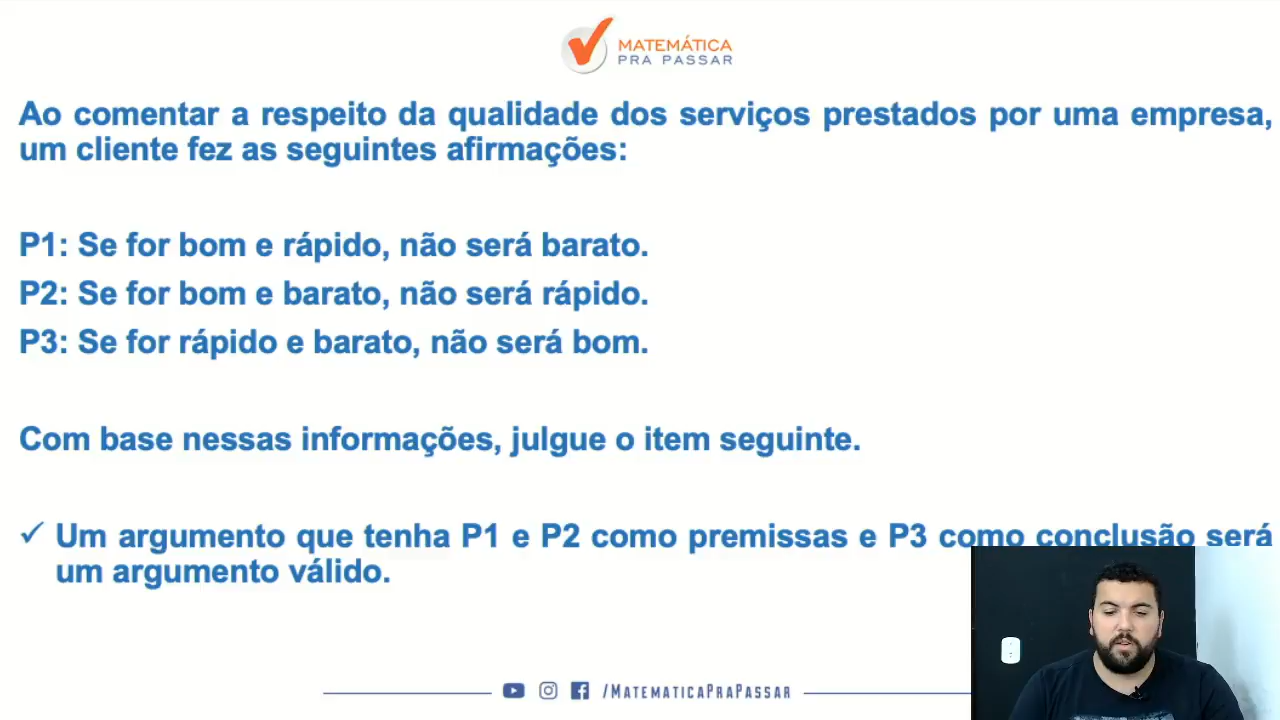 MATEMÁTICA
PRA PASSAR
Ao comentar a respeito da qualidade dos serviços prestados por uma empresa,
um cliente fez as seguintes afirmações:
P1: Se for bom e rápido, não será barato.
P2: Se for bom e barato, não será rápido.
P3: Se for rápido e barato, não será bom.
Com base nessas informações, julgue o item seguinte.
✓ Um argumento que tenha P1 e P2 como premissas e P3 como conclusão será
um argumento válido.
/MATEMATICAPRAPASSAR